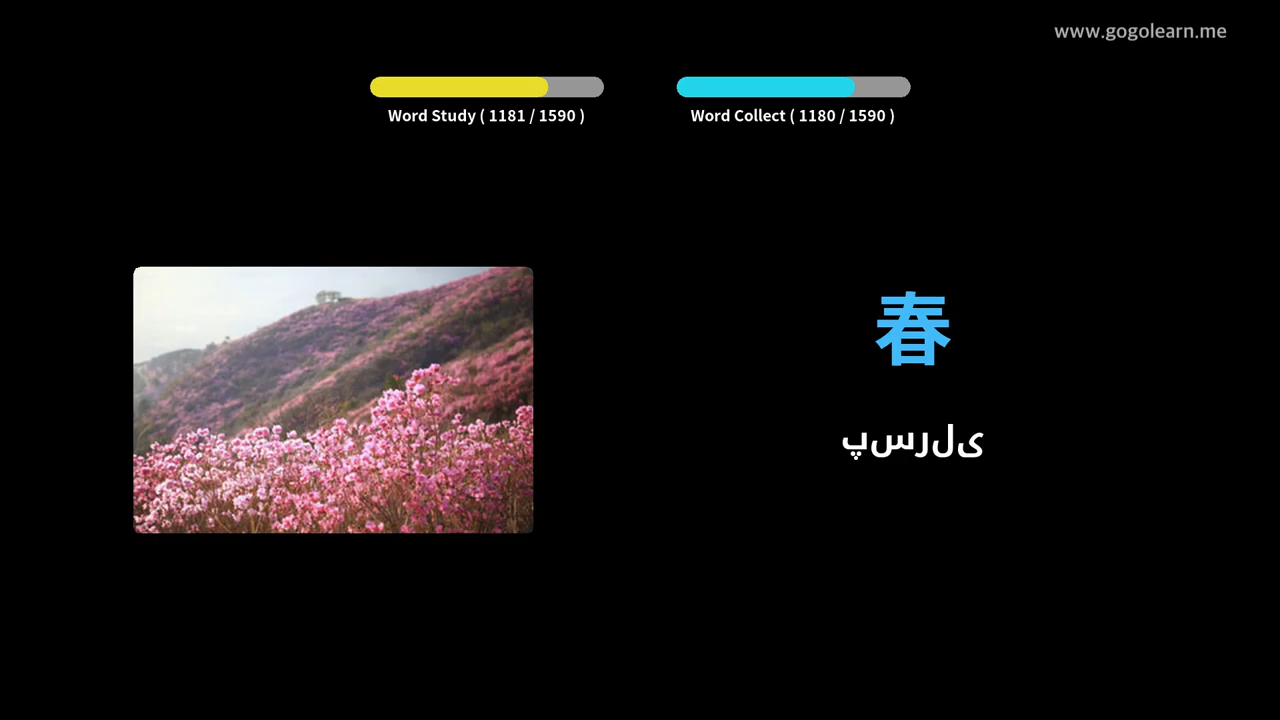 www.gogolearn.me
Word Study ( 1181 / 1590 )
Word Collect ( 1180 / 1590 )
春
پسرلی